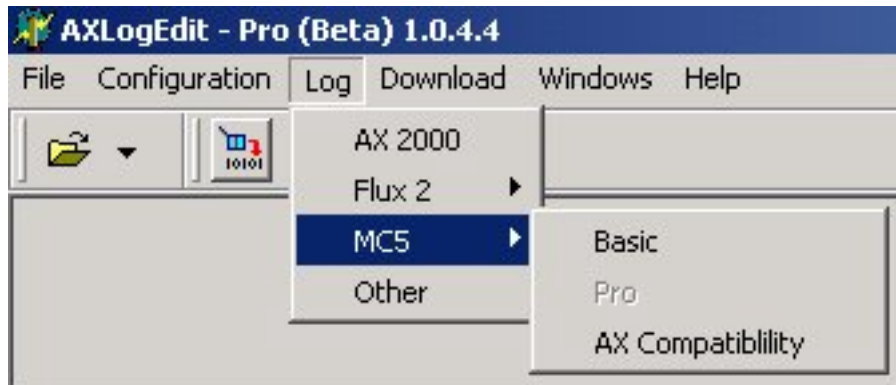 AXLogEdit - Pro (Beta) 1.0.4.4
File Configuration Log Download Windows Help
10101
AX 2000
Flux 2
MC5
Basic
Other
Pro
AX Compatiblility